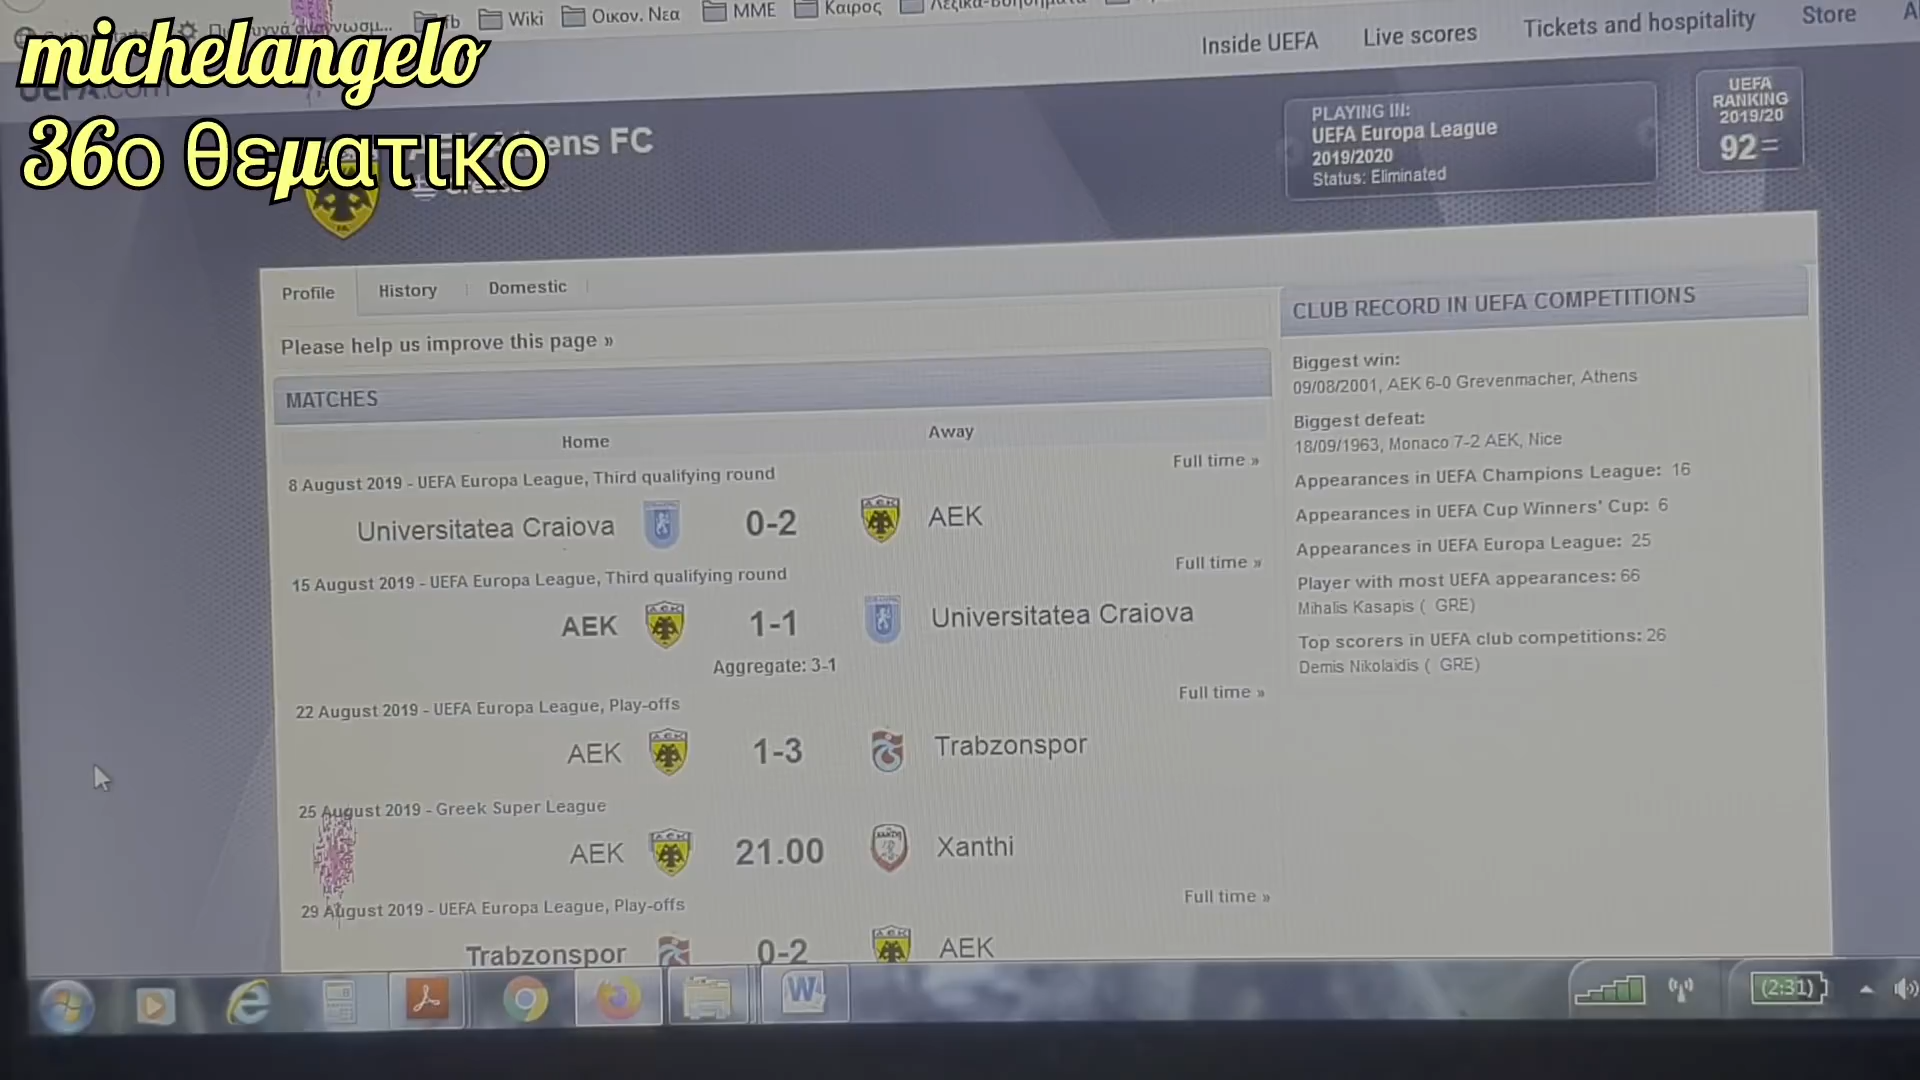 fb Wiki Οικον. Νεα ΜΜΕ Καιρος
michelangelo
36ο θεματικο
Inside UEFA Live scores Tickets and hospitality Store
Athens FC
PLAYING IN:
UEFA Europa League
2019/2020
Status: Eliminated
UEFA
RANKING
2019/20
92=
Profile History Domestic
Please help us improve this page »
MATCHES
Home Away
8 August 2019 - UEFA Europa League, Third qualifying round Full time »
Universitatea Craiova 0-2 AEK
15 August 2019 - UEFA Europa League, Third qualifying round Full time »
AEK 1-1 Universitatea Craiova
Aggregate: 3-1
22 August 2019 - UEFA Europa League, Play-offs Full time »
AEK 1-3 Trabzonspor
25 August 2019 - Greek Super League
AEK 21.00 Xanthi
29 August 2019 - UEFA Europa League, Play-offs Full time »
Trabzonspor 0-2 AEK
CLUB RECORD IN UEFA COMPETITIONS
Biggest win:
09/08/2001, AEK 6-0 Grevenmacher, Athens
Biggest defeat:
18/09/1963, Monaco 7-2 AEK, Nice
Appearances in UEFA Champions League: 16
Appearances in UEFA Cup Winners' Cup: 6
Appearances in UEFA Europa League: 25
Player with most UEFA appearances: 66
Mihalis Kasapis ( GRE)
Top scorers in UEFA club competitions: 26
Demis Nikolaidis ( GRE)
(2:31)